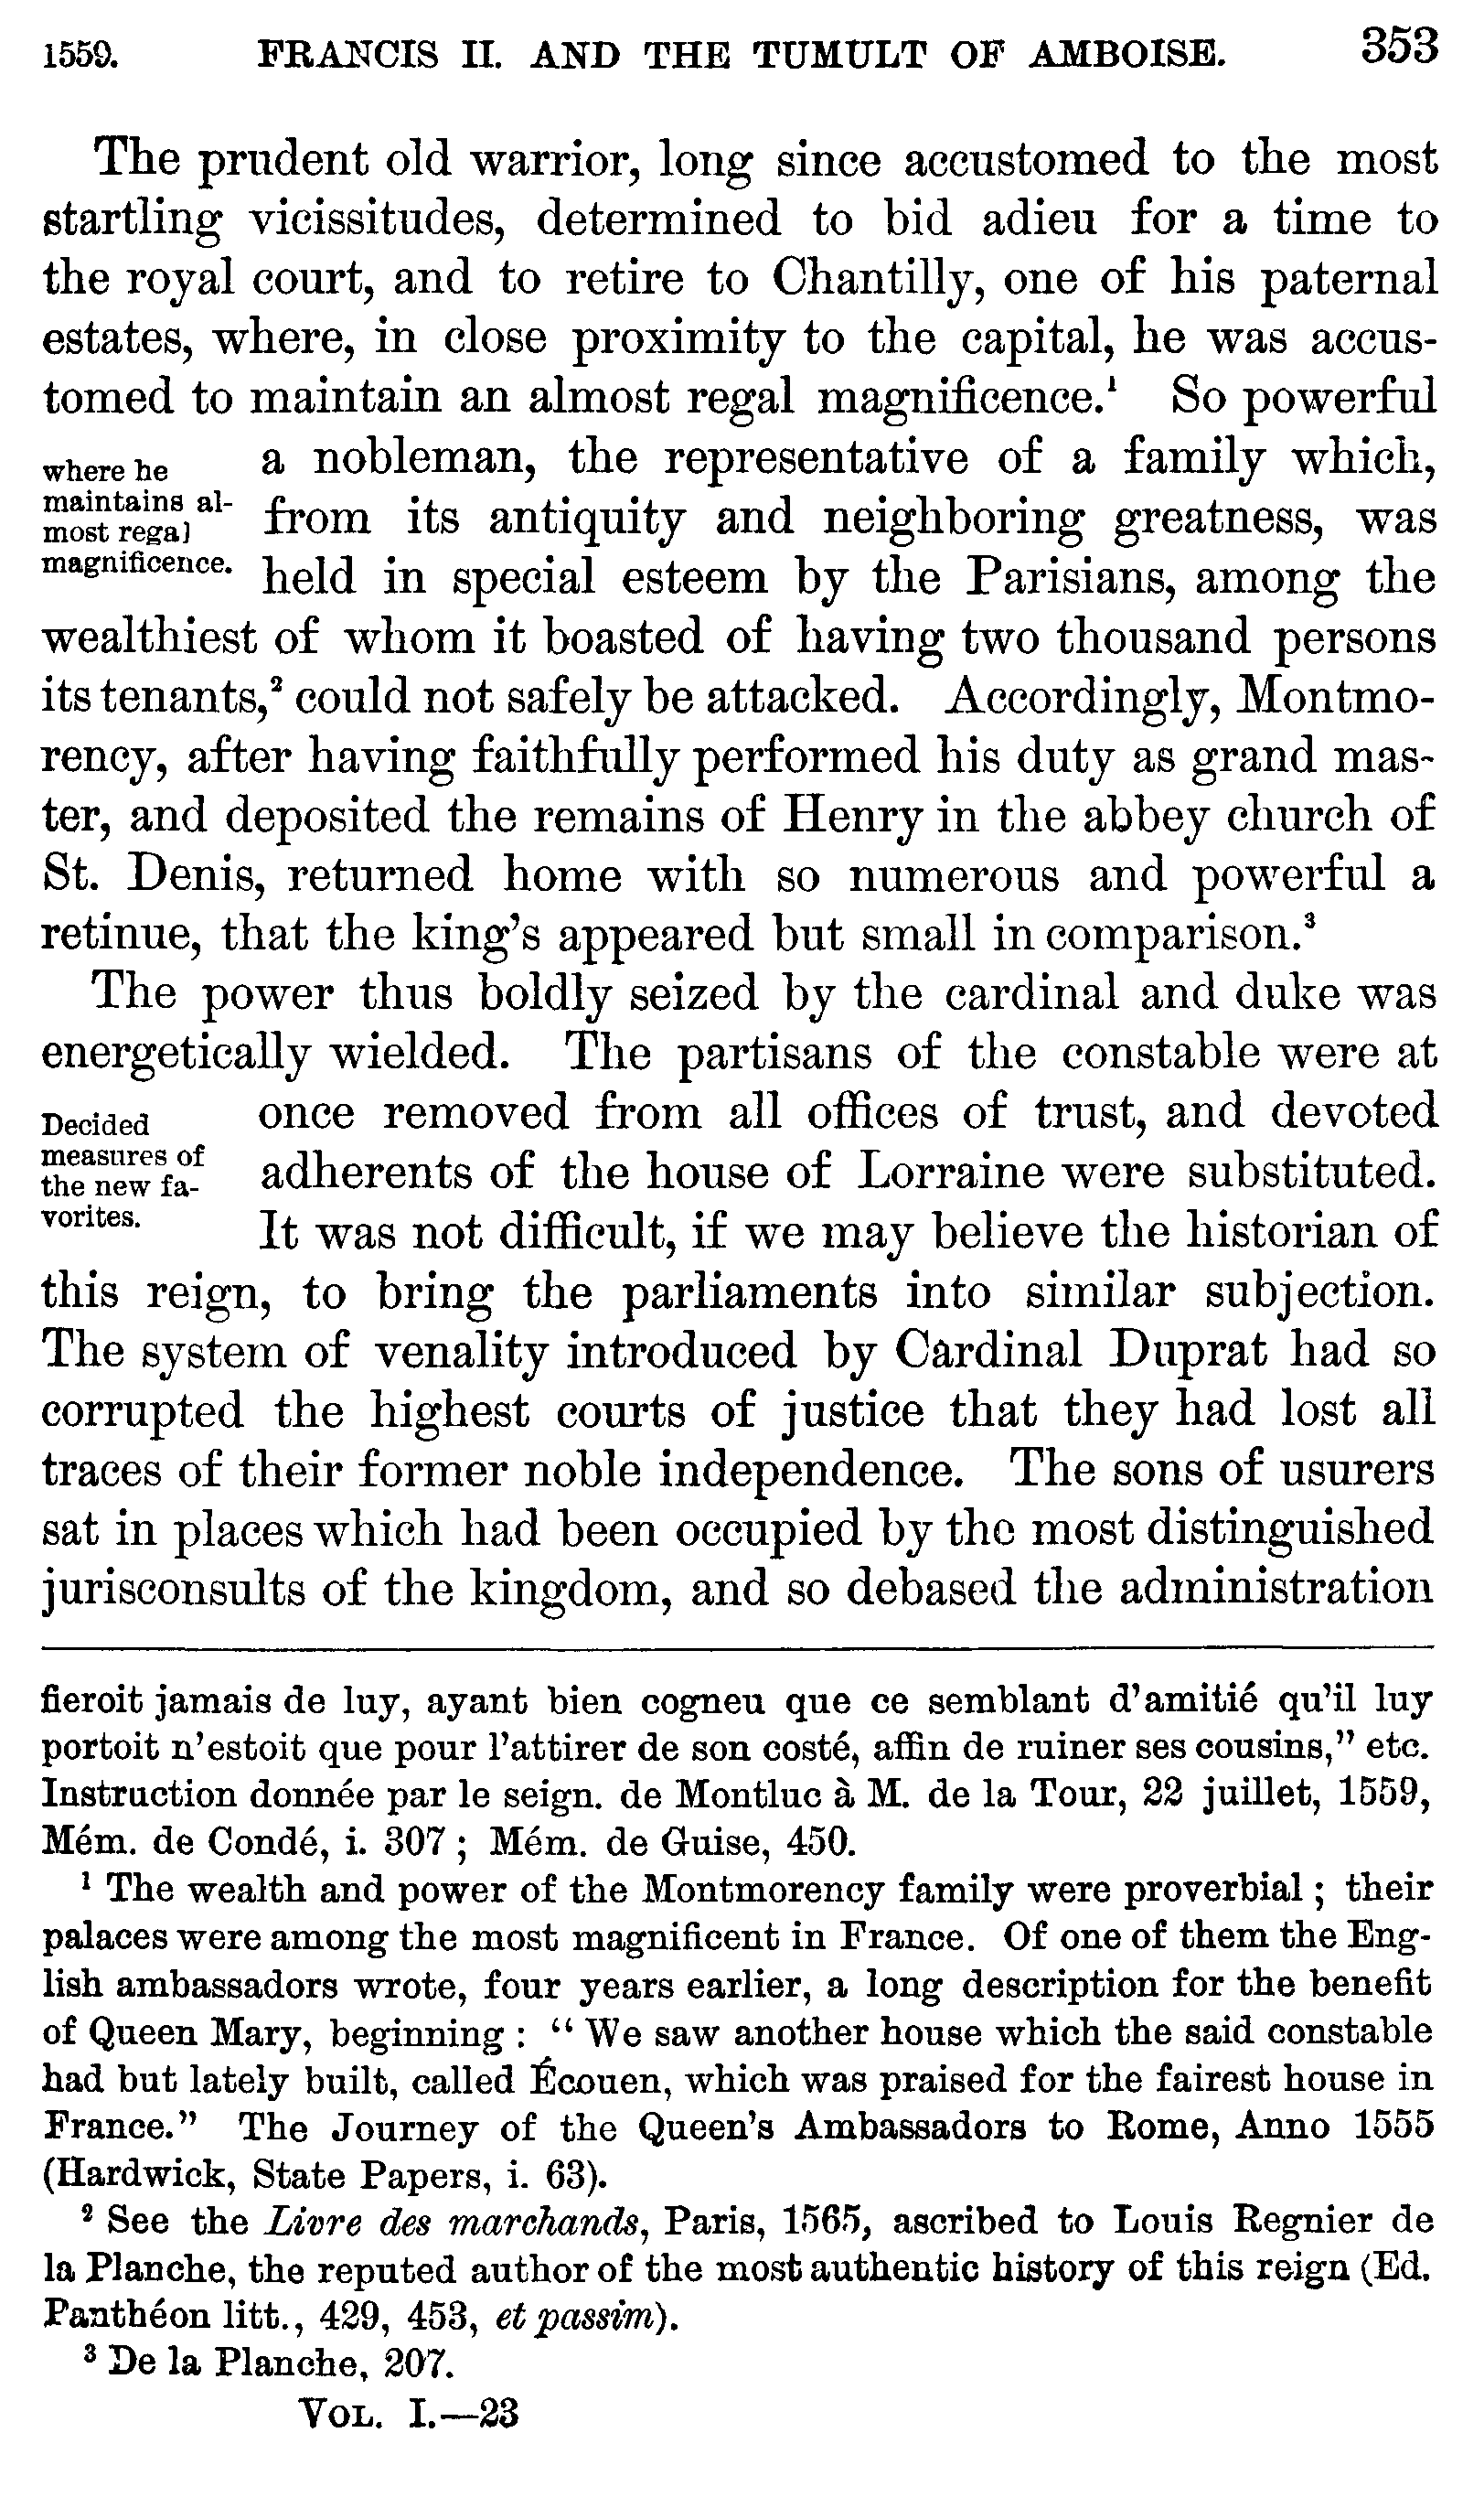 1559. FRANCIS II. AND THE TUMULT OF AMBOISE. 353
The prudent old warrior, long since accustomed to the most
startling vicissitudes, determined to bid adieu for a time to
the royal court, and to retire to Chantilly, one of his paternal
estates, where, in close proximity to the capital, he was accus-
tomed to maintain an almost regal magnificence.¹ So powerful
where he
maintains al-
most regal
magnificence.
a nobleman, the representative of a family which,
from its antiquity and neighboring greatness, was
held in special esteem by the Parisians, among the
wealthiest of whom it boasted of having two thousand persons
its tenants,² could not safely be attacked. Accordingly, Montmo-
rency, after having faithfully performed his duty as grand mas-
ter, and deposited the remains of Henry in the abbey church of
St. Denis, returned home with so numerous and powerful a
retinue, that the king's appeared but small in comparison.³
The power thus boldly seized by the cardinal and duke was
energetically wielded. The partisans of the constable were at
Decided
measures of
the new fa-
vorites.
once removed from all offices of trust, and devoted
adherents of the house of Lorraine were substituted.
It was not difficult, if we may believe the historian of
this reign, to bring the parliaments into similar subjection.
The system of venality introduced by Cardinal Duprat had so
corrupted the highest courts of justice that they had lost all
traces of their former noble independence. The sons of usurers
sat in places which had been occupied by the most distinguished
jurisconsults of the kingdom, and so debased the administration
fieroit jamais de luy, ayant bien cogneu que ce semblant d'amitié qu'il luy
portoit n'estoit que pour l'attirer de son costé, affin de ruiner ses cousins," etc.
Instruction donnée par le seign. de Montluc à M. de la Tour, 22 juillet, 1559,
Mém. de Condé, i. 307 ; Mém. de Guise, 450.
¹ The wealth and power of the Montmorency family were proverbial ; their
palaces were among the most magnificent in France. Of one of them the Eng-
lish ambassadors wrote, four years earlier, a long description for the benefit
of Queen Mary, beginning : "We saw another house which the said constable
had but lately built, called Écouen, which was praised for the fairest house in
France." The Journey of the Queen's Ambassadors to Rome, Anno 1555
(Hardwick, State Papers, i. 63).
² See the Livre des marchands, Paris, 1565, ascribed to Louis Regnier de
la Planche, the reputed author of the most authentic history of this reign (Ed.
Panthéon litt., 429, 453, et passim).
³ De la Planche, 207.
VOL. I.—23